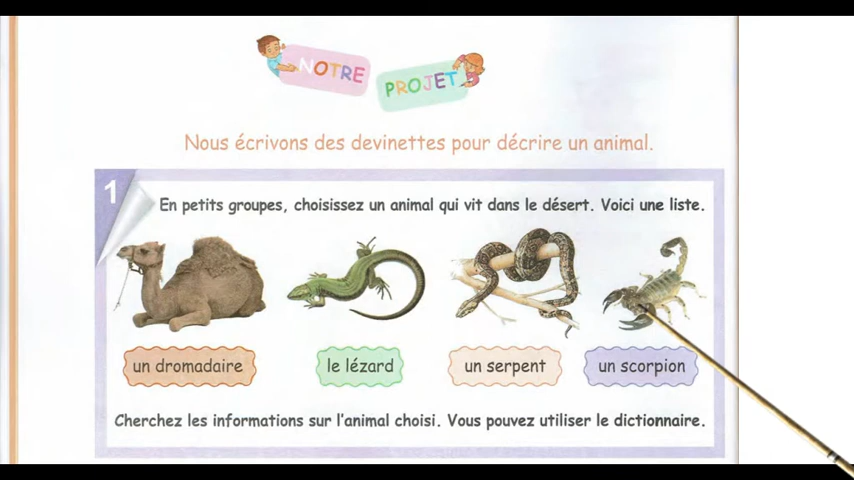 NOTRE
PROJET
Nous écrivons des devinettes pour décrire un animal.
1
En petits groupes, choisissez un animal qui vit dans le désert. Voici une liste.
un dromadaire le lézard un serpent un scorpion
Cherchez les informations sur l'animal choisi. Vous pouvez utiliser le dictionnaire.